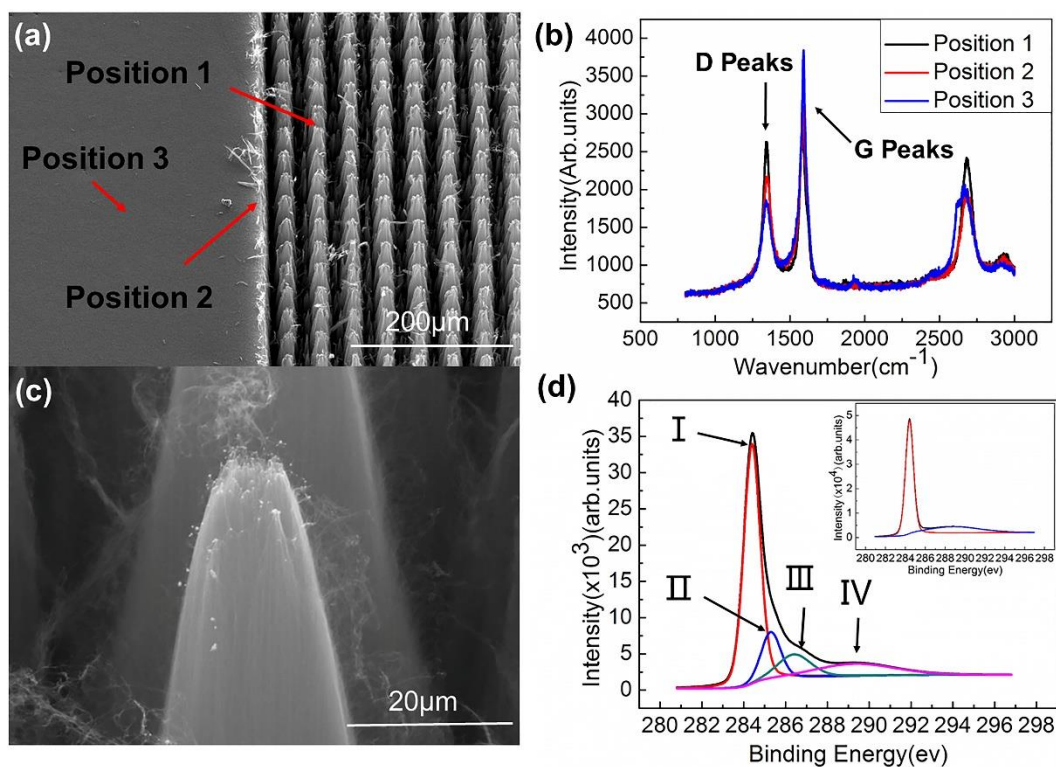 (a)
Position 1
Position 3
Position 2
200μm
(b)
D Peaks
G Peaks
Position 1
Position 2
Position 3
Intensity(Arb.units)
4000
3500
3000
2500
2000
1500
1000
500
500 1000 1500 2000 2500 3000
Wavenumber(cm⁻¹)
(c)
20μm
(d)
I
II
III
IV
Intensity(x10³)(arb.units)
40
35
30
25
20
15
10
5
0
280 282 284 286 288 290 292 294 296 298
Binding Energy(ev)
Intensity (x10⁴)(arb.units)
5
4
3
2
1
0
280 282 284 286 288 290 292 294 296 298
Binding Energy(ev)